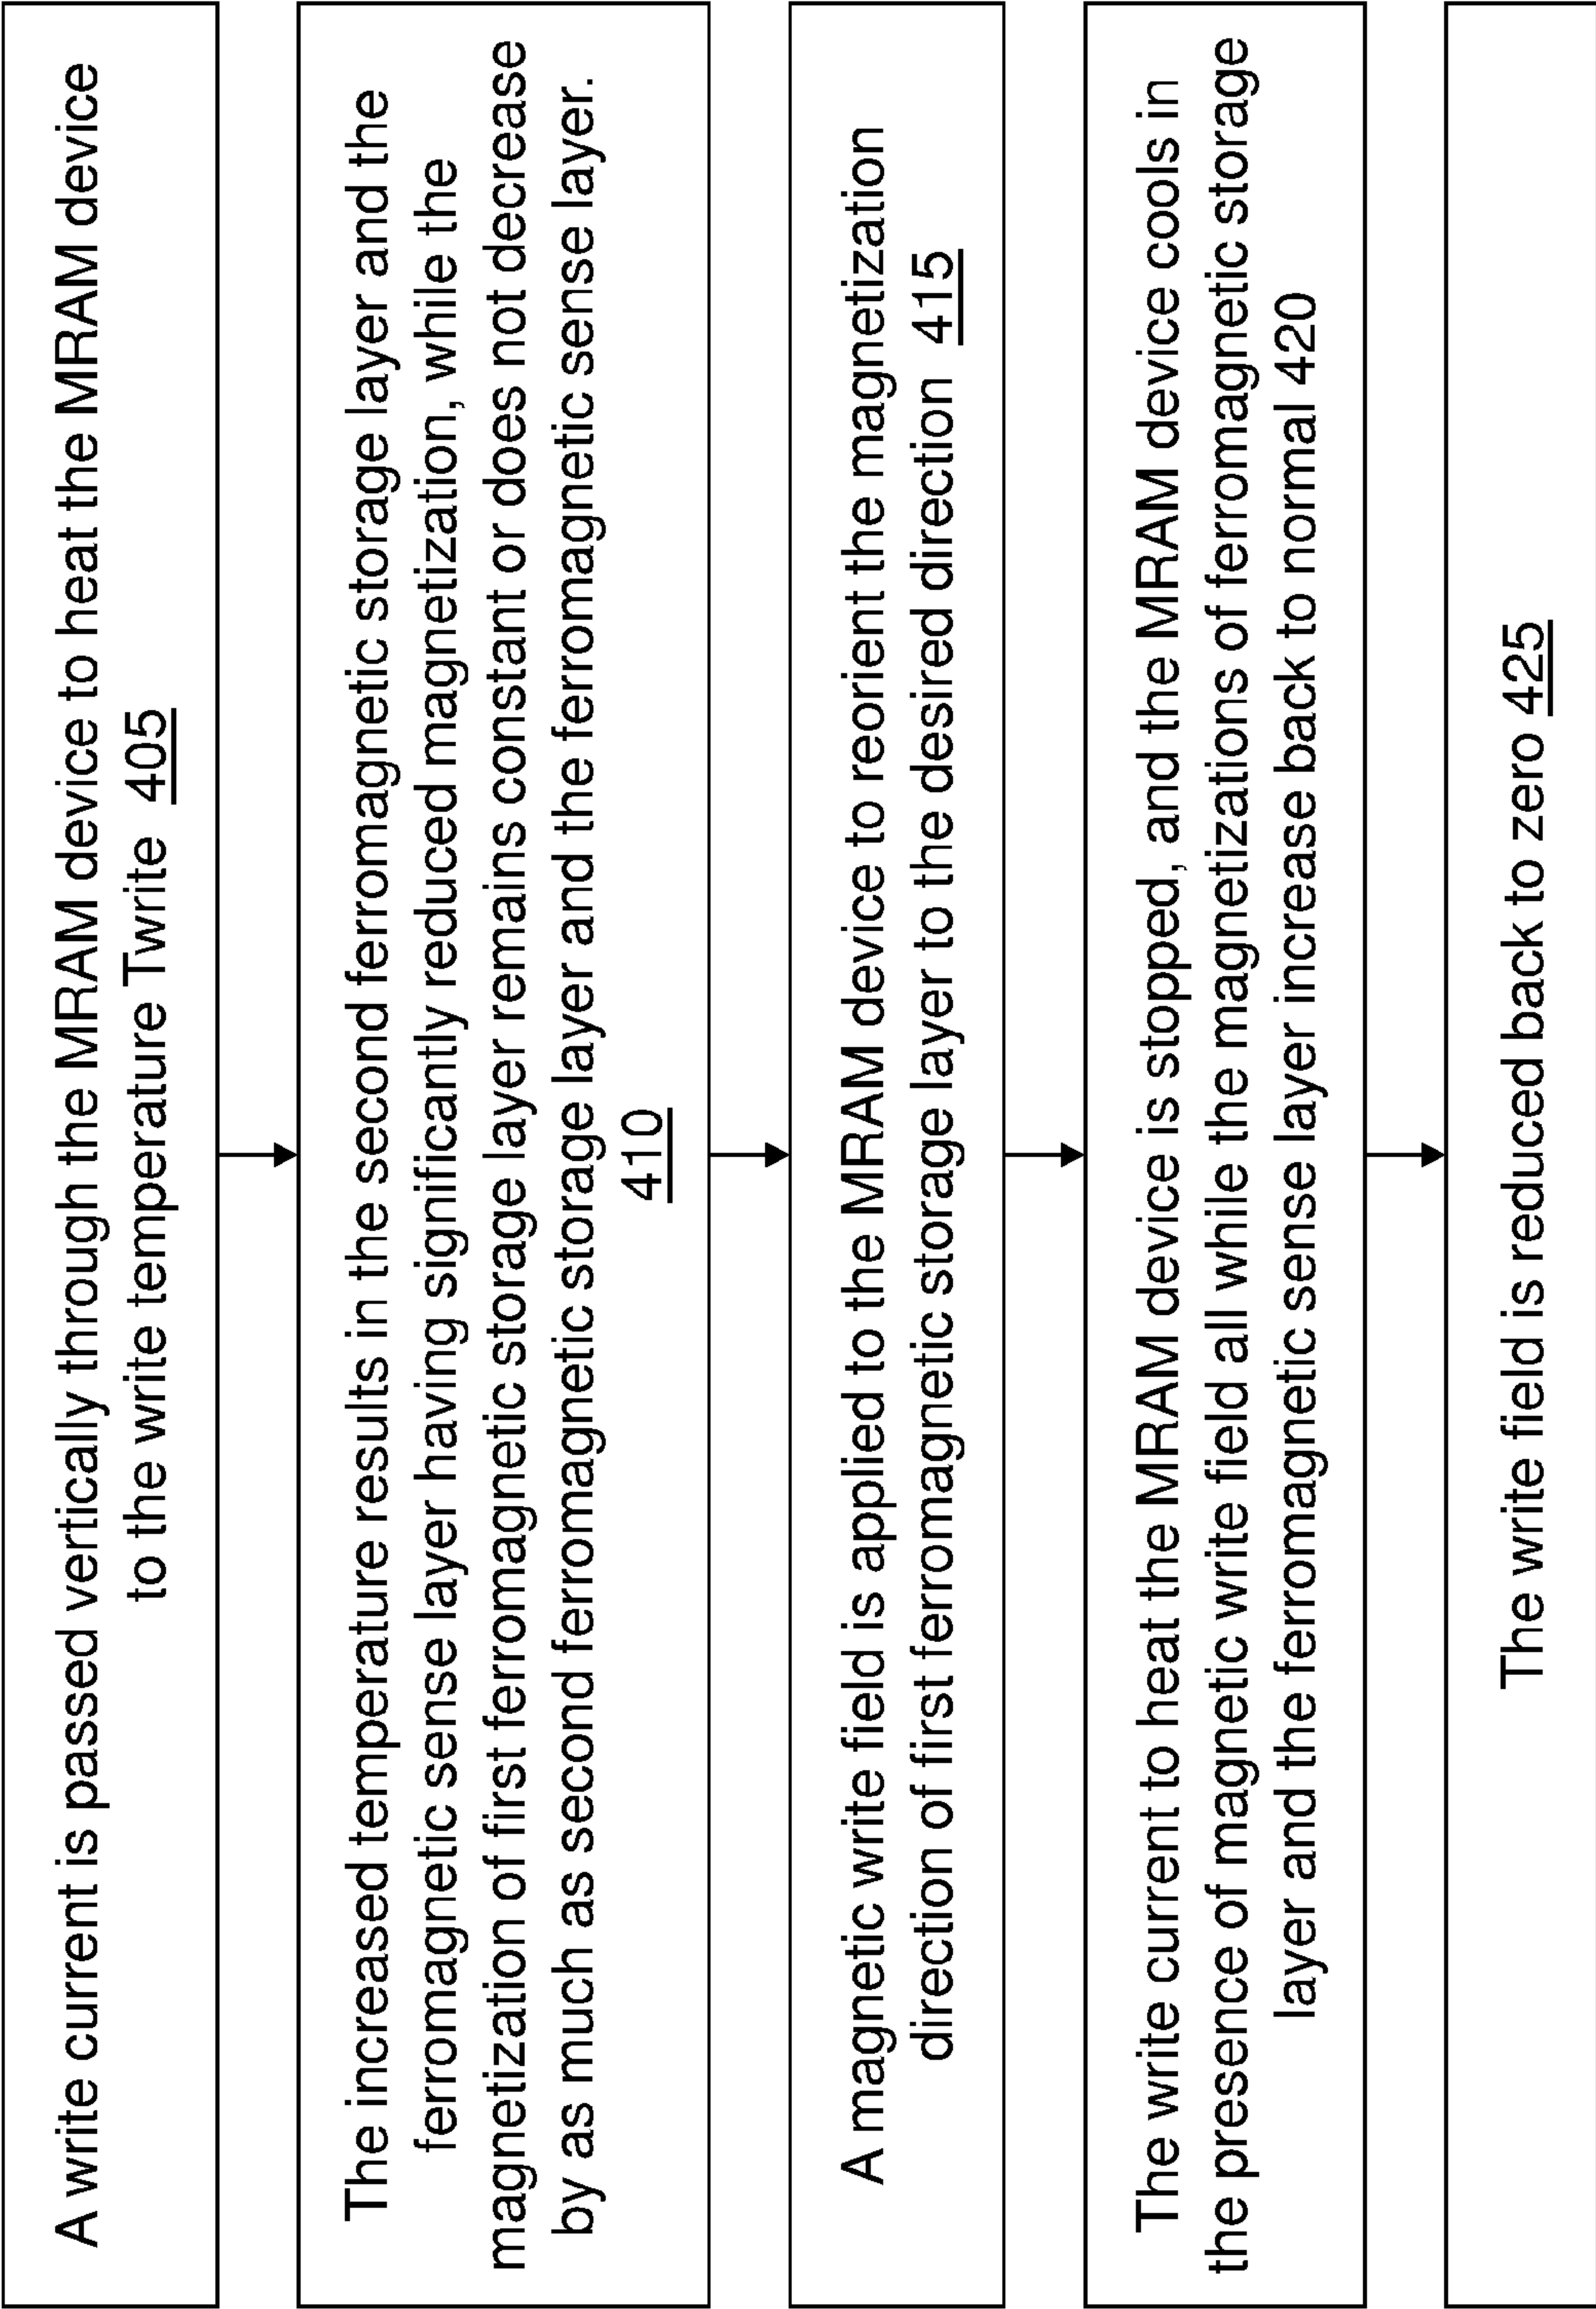 A write current is passed vertically through the MRAM device to heat the MRAM device
to the write temperature Twrite 405
The increased temperature results in the second ferromagnetic storage layer and the
ferromagnetic sense layer having significantly reduced magnetization, while the
magnetization of first ferromagnetic storage layer remains constant or does not decrease
by as much as second ferromagnetic storage layer and the ferromagnetic sense layer.
410
A magnetic write field is applied to the MRAM device to reorient the magnetization
direction of first ferromagnetic storage layer to the desired direction 415
The write current to heat the MRAM device is stopped, and the MRAM device cools in
the presence of magnetic write field all while the magnetizations of ferromagnetic storage
layer and the ferromagnetic sense layer increase back to normal 420
The write field is reduced back to zero 425